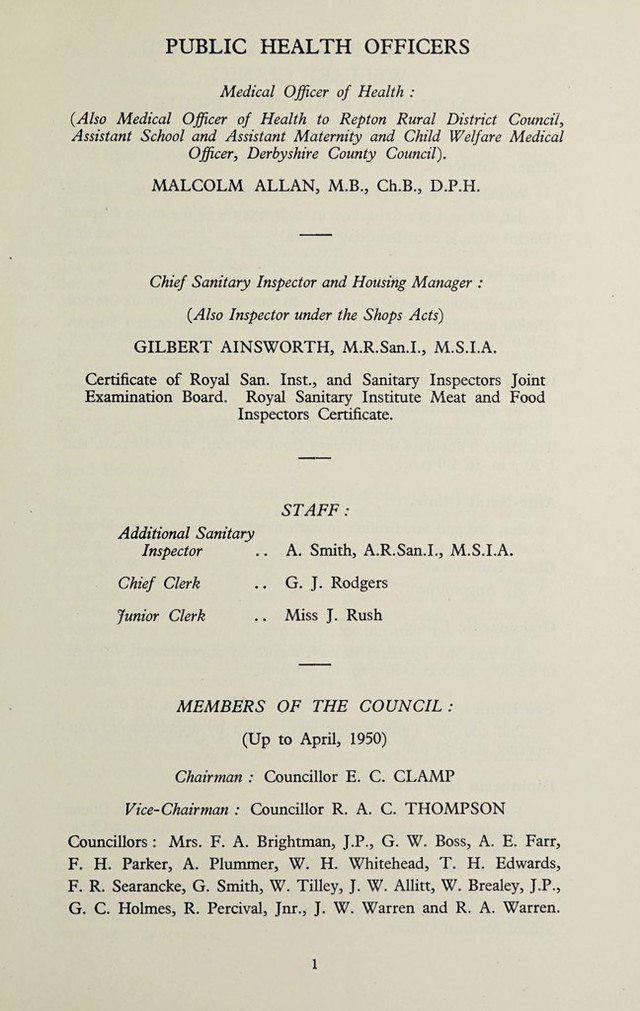 PUBLIC HEALTH OFFICERS
Medical Officer of Health :
(Also Medical Officer of Health to Repton Rural District Council,
Assistant School and Assistant Maternity and Child Welfare Medical
Officer, Derbyshire County Council).
MALCOLM ALLAN, M.B., Ch.B., D.P.H.
Chief Sanitary Inspector and Housing Manager :
(Also Inspector under the Shops Acts)
GILBERT AINSWORTH, M.R.San.I., M.S.I.A.
Certificate of Royal San. Inst., and Sanitary Inspectors Joint
Examination Board. Royal Sanitary Institute Meat and Food
Inspectors Certificate.
STAFF :
Additional Sanitary
Inspector .. A. Smith, A.R.San.I., M.S.I.A.
Chief Clerk .. G. J. Rodgers
Junior Clerk .. Miss J. Rush
MEMBERS OF THE COUNCIL :
(Up to April, 1950)
Chairman : Councillor E. C. CLAMP
Vice-Chairman : Councillor R. A. C. THOMPSON
Councillors : Mrs. F. A. Brightman, J.P., G. W. Boss, A. E. Farr,
F. H. Parker, A. Plummer, W. H. Whitehead, T. H. Edwards,
F. R. Searancke, G. Smith, W. Tilley, J. W. Allitt, W. Brealey, J.P.,
G. C. Holmes, R. Percival, Jnr., J. W. Warren and R. A. Warren.
1